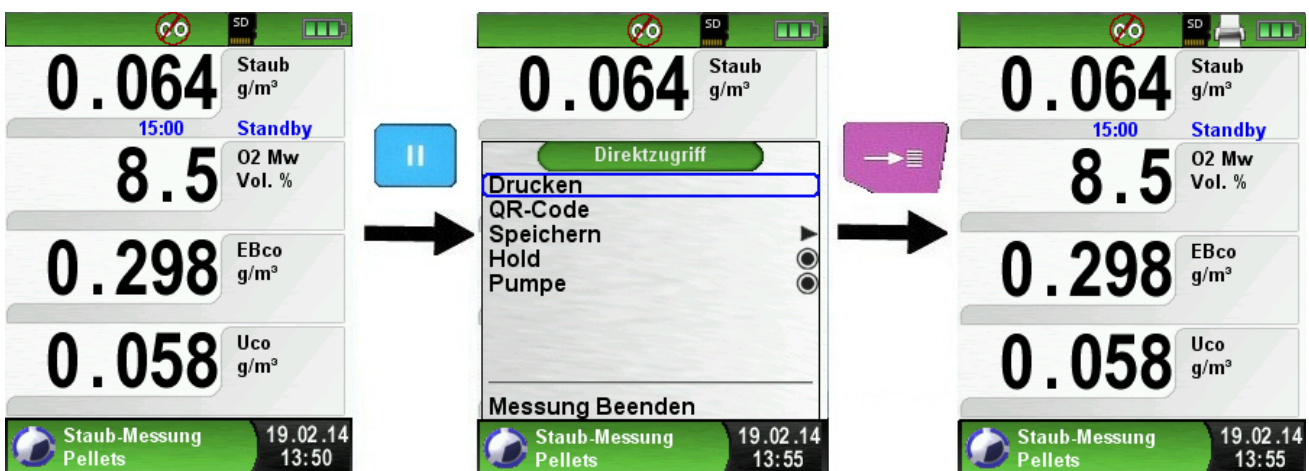 CO SD
0.064 Staub
g/m³
15:00 Standby
8.5 O2 Mw
Vol. %
0.298 EBco
g/m³
0.058 Uco
g/m³
Staub-Messung 19.02.14
Pellets 13:50
CO SD
0.064 Staub
g/m³
Direktzugriff
Drucken
QR-Code
Speichern
Hold
Pumpe
Messung Beenden
Staub-Messung 19.02.14
Pellets 13:55
CO SD
0.064 Staub
g/m³
15:00 Standby
8.5 O2 Mw
Vol. %
0.298 EBco
g/m³
0.058 Uco
g/m³
Staub-Messung 19.02.14
Pellets 13:55